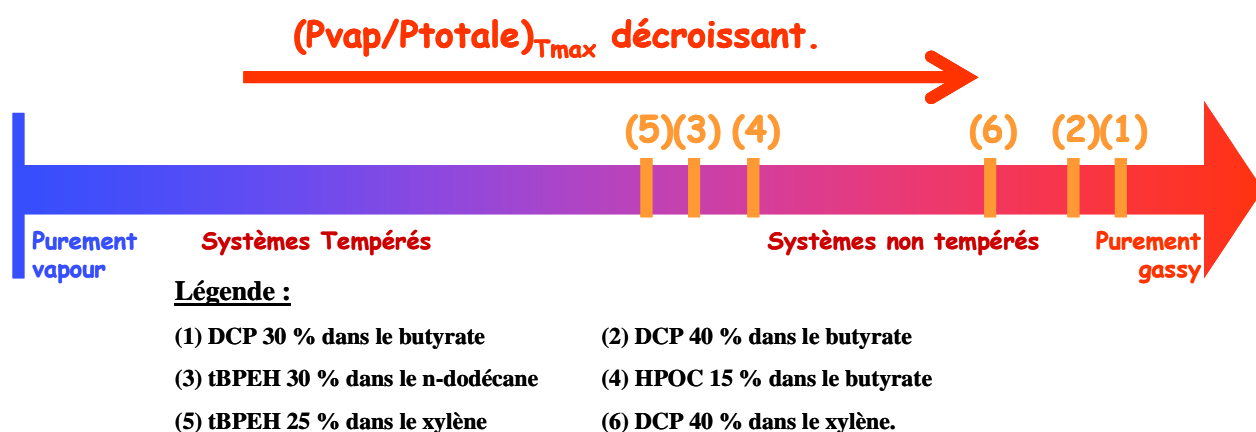 (Pvap/Ptotale)Tmax décroissant.
(5)(3) (4) (6) (2)(1)
Purement vapour
Systèmes Tempérés
Systèmes non tempérés
Purement gassy
Légende :
(1) DCP 30 % dans le butyrate (2) DCP 40 % dans le butyrate
(3) tBPEH 30 % dans le n-dodécane (4) HPOC 15 % dans le butyrate
(5) tBPEH 25 % dans le xylène (6) DCP 40 % dans le xylène.